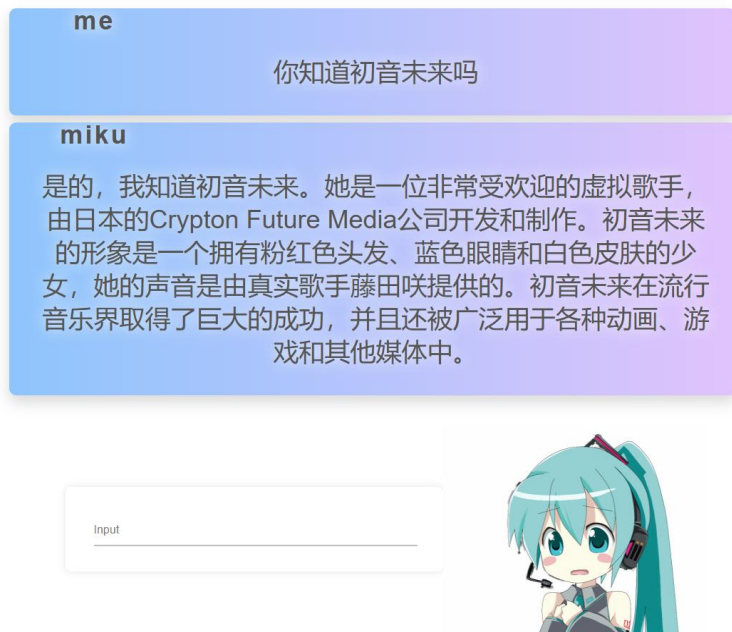 me
你知道初音未来吗
miku
是的，我知道初音未来。她是一位非常受欢迎的虚拟歌手，
由日本的Crypton Future Media公司开发和制作。初音未来
的形象是一个拥有粉红色头发、蓝色眼睛和白色皮肤的少
女，她的声音是由真实歌手藤田咲提供的。初音未来在流行
音乐界取得了巨大的成功，并且还被广泛用于各种动画、游
戏和其他媒体中。
Input